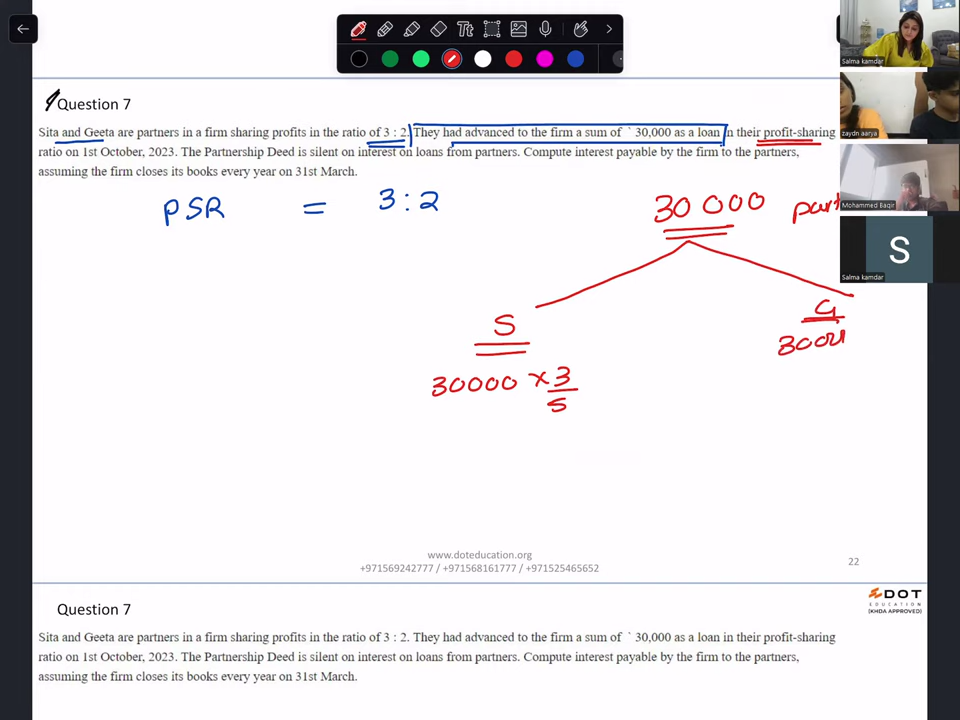 Salma kamdar
zaydn aarya
Mohammed Baqir
S
Salma kamdar
Question 7
Sita and Geeta are partners in a firm sharing profits in the ratio of 3 : 2. They had advanced to the firm a sum of ` 30,000 as a loan in their profit-sharing
ratio on 1st October, 2023. The Partnership Deed is silent on interest on loans from partners. Compute interest payable by the firm to the partners,
assuming the firm closes its books every year on 31st March.
PSR = 3 : 2
30 000
S
G
30000 × 3
5
www.doteducation.org
+971569242777 / +971568161777 / +971525465652
22
DOT
EDUCATION
(KHDA APPROVED)
Question 7
Sita and Geeta are partners in a firm sharing profits in the ratio of 3 : 2. They had advanced to the firm a sum of ` 30,000 as a loan in their profit-sharing
ratio on 1st October, 2023. The Partnership Deed is silent on interest on loans from partners. Compute interest payable by the firm to the partners,
assuming the firm closes its books every year on 31st March.